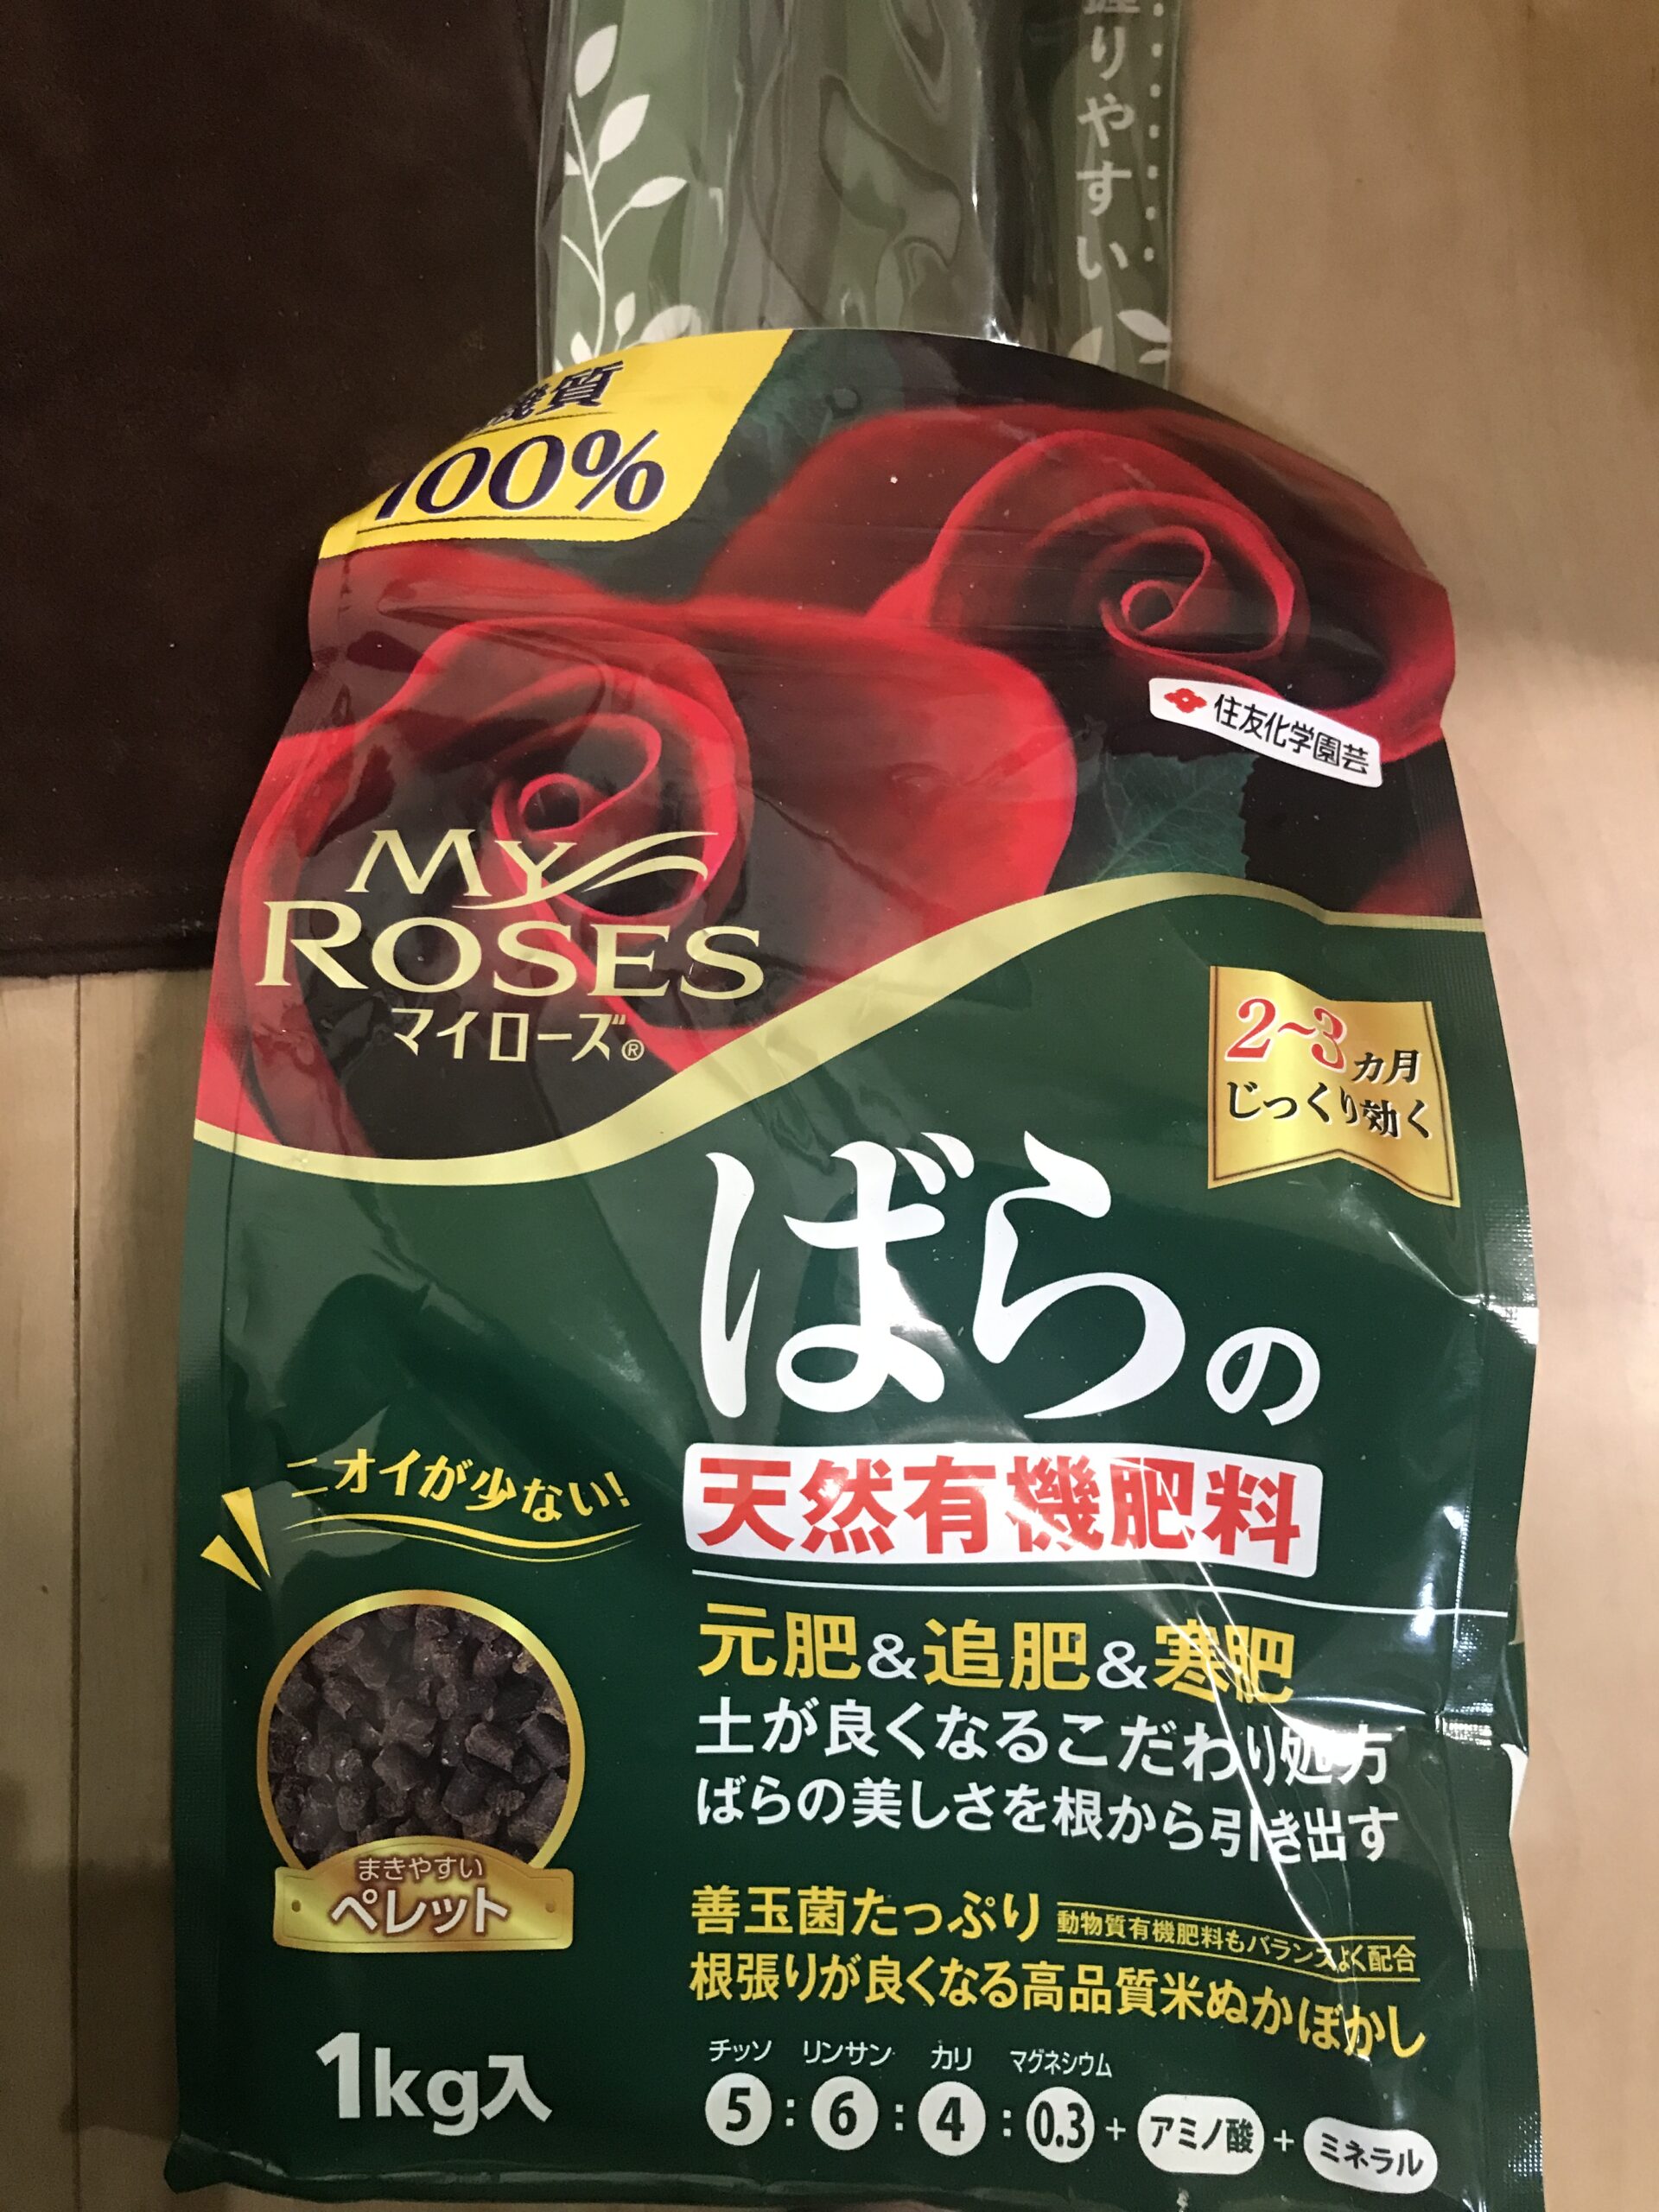 りやすい
質
100%
住友化学園芸
MY
ROSES
マイローズ®
2~3カ月
じっくり効く
ばらの
天然有機肥料
ニオイが少ない!
元肥&追肥&寒肥
土が良くなるこだわり処方
ばらの美しさを根から引き出す
まきやすい
ペレット
善玉菌たっぷり 動物質有機肥料もバランスよく配合
根張りが良くなる高品質米ぬかぼかし
1kg入
チッソ リンサン カリ マグネシウム
5:6:4:0.3+アミノ酸+ミネラル